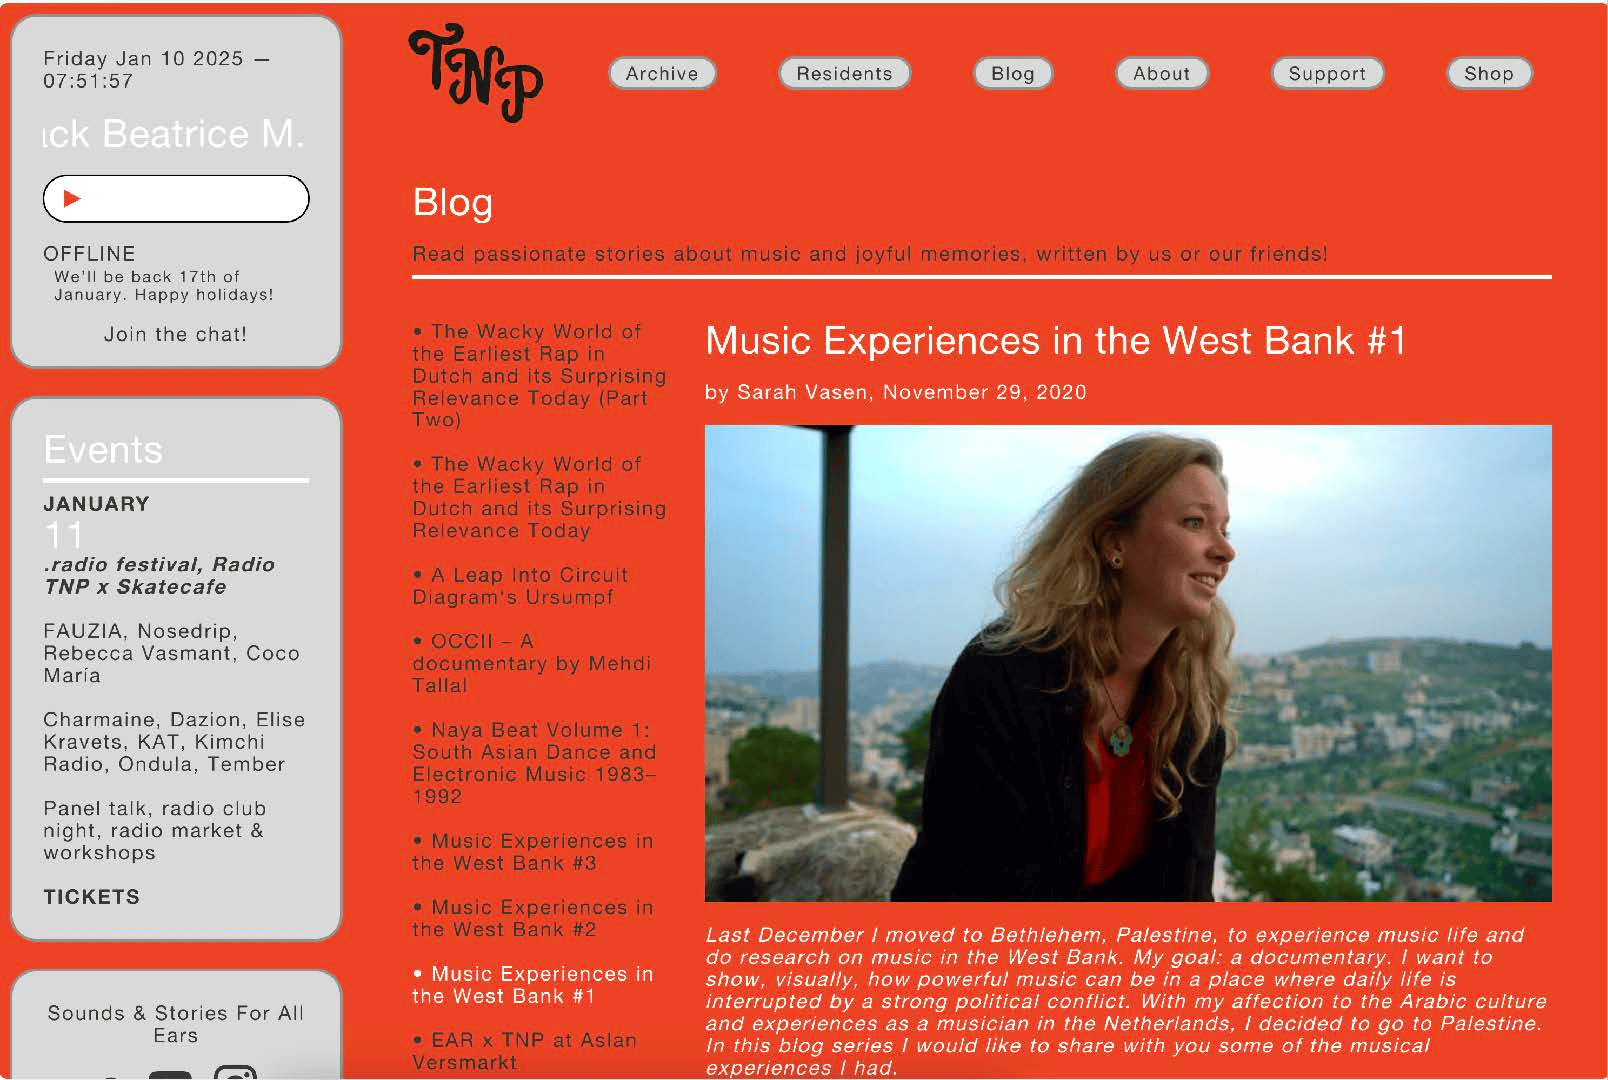 Friday Jan 10 2025 —
07:51:57
ck Beatrice M.
OFFLINE
We'll be back 17th of
January. Happy holidays!
Join the chat!
Events
JANUARY
11
.radio festival, Radio
TNP x Skatecafe
FAUZIA, Nosedrip,
Rebecca Vasmant, Coco
María
Charmaine, Dazion, Elise
Kravets, KAT, Kimchi
Radio, Ondula, Tember
Panel talk, radio club
night, radio market &
workshops
TICKETS
Sounds & Stories For All
Ears
TNP
Archive
Residents
Blog
About
Support
Shop
Blog
Read passionate stories about music and joyful memories, written by us or our friends!
• The Wacky World of
the Earliest Rap in
Dutch and its Surprising
Relevance Today (Part
Two)
• The Wacky World of
the Earliest Rap in
Dutch and its Surprising
Relevance Today
• A Leap Into Circuit
Diagram's Ursumpf
• OCCII – A
documentary by Mehdi
Tallal
• Naya Beat Volume 1:
South Asian Dance and
Electronic Music 1983–
1992
• Music Experiences in
the West Bank #3
• Music Experiences in
the West Bank #2
• Music Experiences in
the West Bank #1
• EAR x TNP at Aslan
Versmarkt
Music Experiences in the West Bank #1
by Sarah Vasen, November 29, 2020
Last December I moved to Bethlehem, Palestine, to experience music life and
do research on music in the West Bank. My goal: a documentary. I want to
show, visually, how powerful music can be in a place where daily life is
interrupted by a strong political conflict. With my affection to the Arabic culture
and experiences as a musician in the Netherlands, I decided to go to Palestine.
In this blog series I would like to share with you some of the musical
experiences I had.